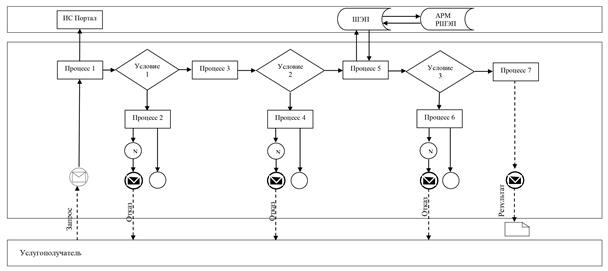 ИС Портал
ШЭП
АРМ
РШЭП
Процесс 1
Условие
1
Процесс 3
Условие
2
Процесс 5
Условие
3
Процесс 7
Процесс 2
Процесс 4
Процесс 6
N
N
N
Запрос
Отказ
Отказ
Отказ
Результат
Услугополучатель